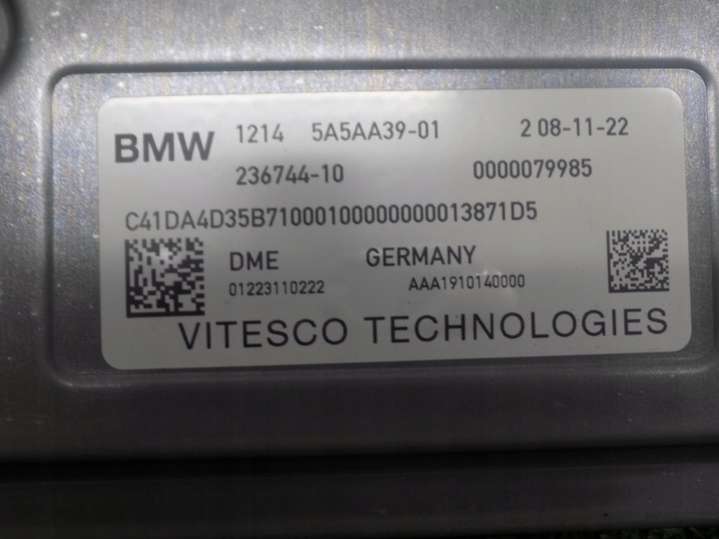 BMW 1214 5A5AA39-01 2 08-11-22
236744-10 0000079985
C41DA4D35B71000100000000013871D5
DME GERMANY
01223110222 AAA1910140000
VITESCO TECHNOLOGIES